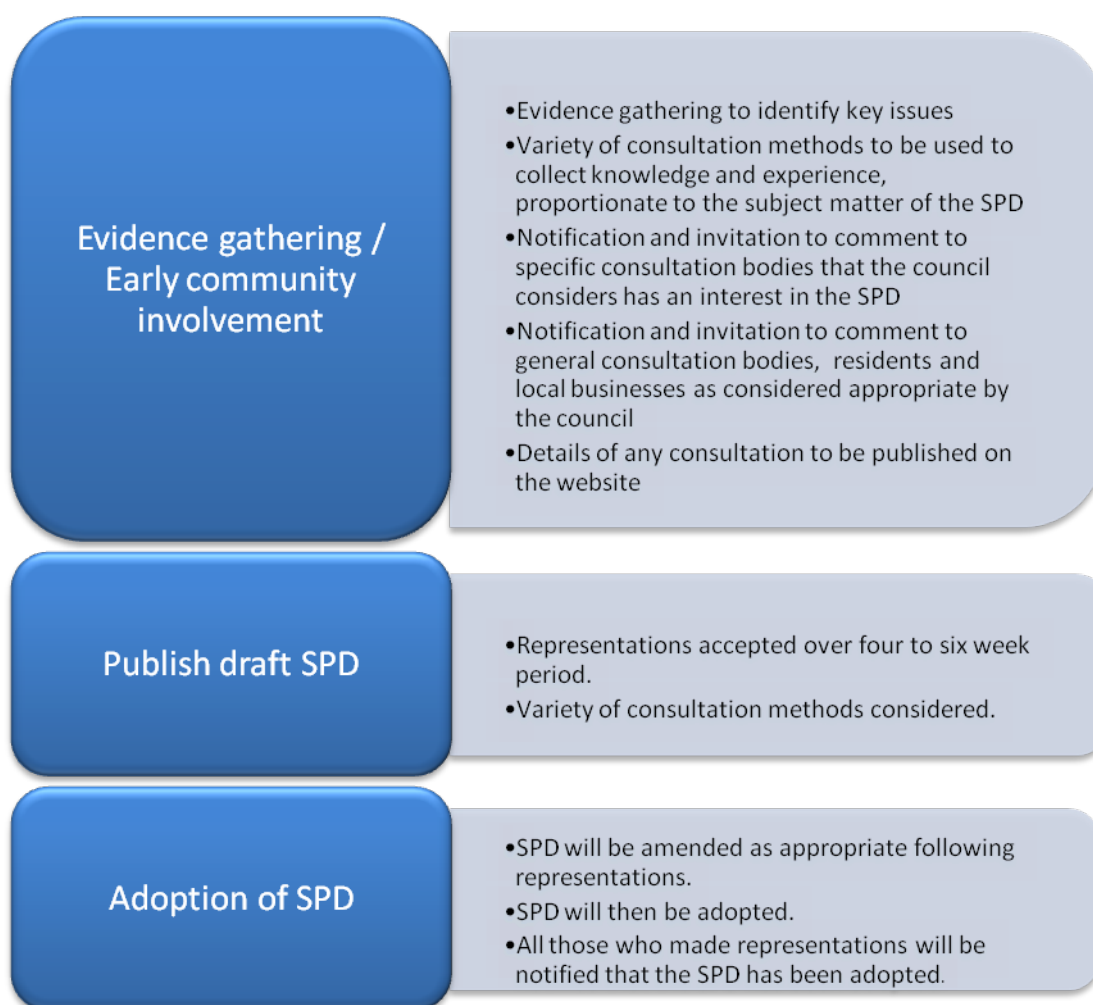 Evidence gathering /
Early community
involvement
•Evidence gathering to identify key issues
•Variety of consultation methods to be used to
collect knowledge and experience,
proportionate to the subject matter of the SPD
•Notification and invitation to comment to
specific consultation bodies that the council
considers has an interest in the SPD
•Notification and invitation to comment to
general consultation bodies, residents and
local businesses as considered appropriate by
the council
•Details of any consultation to be published on
the website
Publish draft SPD
•Representations accepted over four to six week
period.
•Variety of consultation methods considered.
Adoption of SPD
•SPD will be amended as appropriate following
representations.
•SPD will then be adopted.
•All those who made representations will be
notified that the SPD has been adopted.